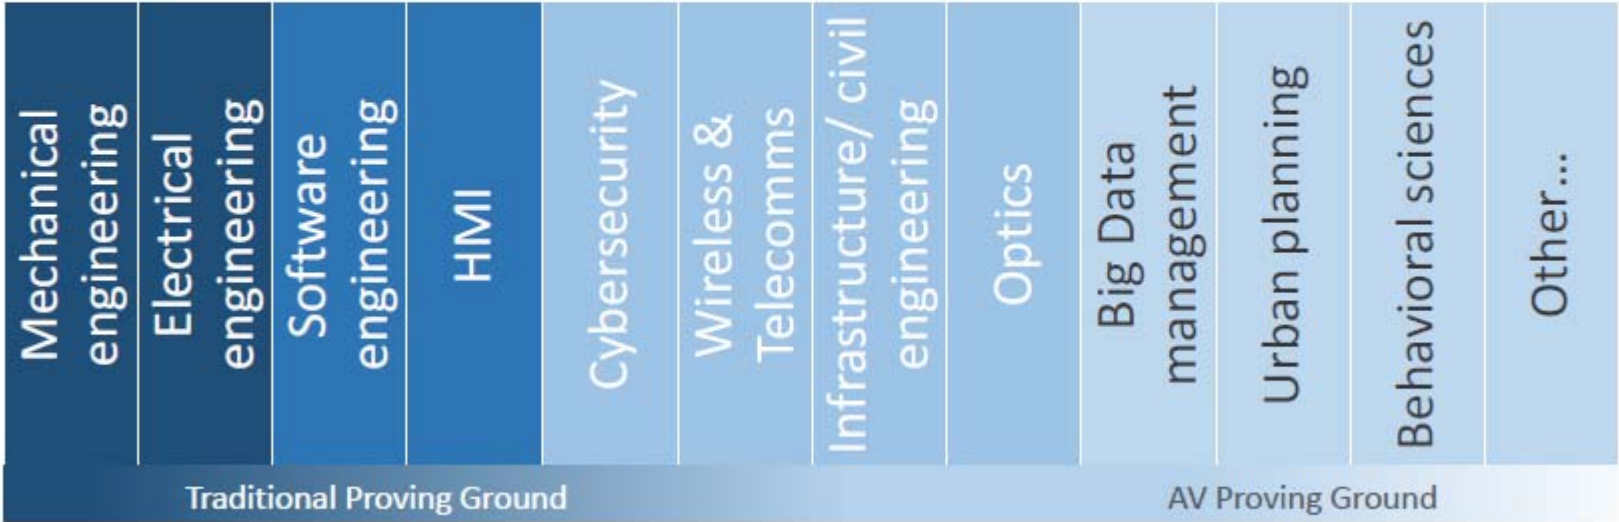 Mechanical
engineering
Electrical
engineering
Software
engineering
HMI
Cybersecurity
Wireless &
Telecomms
Infrastructure/ civil
engineering
Optics
Big Data
management
Urban planning
Behavioral sciences
Other...
Traditional Proving Ground
AV Proving Ground